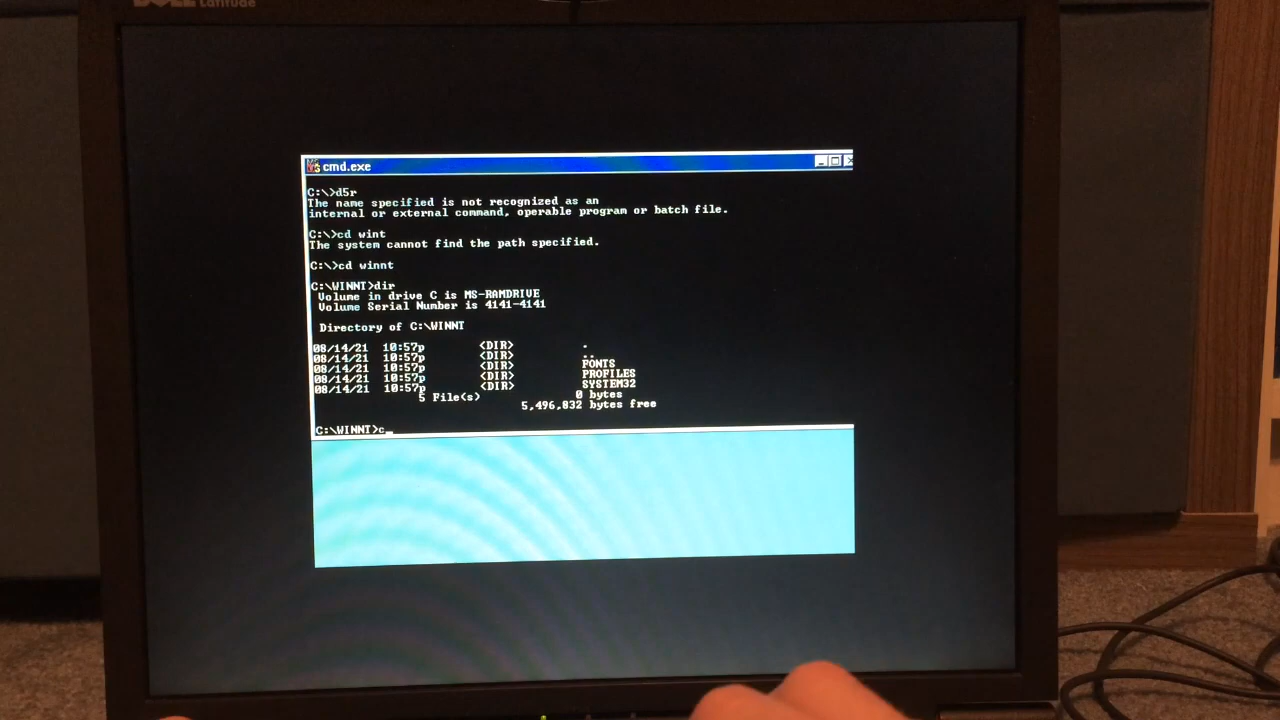 DELL Latitude
cmd.exe
C:\>d5r
The name specified is not recognized as an
internal or external command, operable program or batch file.
C:\>cd wint
The system cannot find the path specified.
C:\>cd winnt
C:\WINNT>dir
Volume in drive C is MS-RAMDRIVE
Volume Serial Number is 4141-4141
Directory of C:\WINNT
08/14/21 10:57p <DIR> .
08/14/21 10:57p <DIR> ..
08/14/21 10:57p <DIR> FONTS
08/14/21 10:57p <DIR> PROFILES
08/14/21 10:57p <DIR> SYSTEM32
5 File(s) 0 bytes
5,496,832 bytes free
C:\WINNT>c_